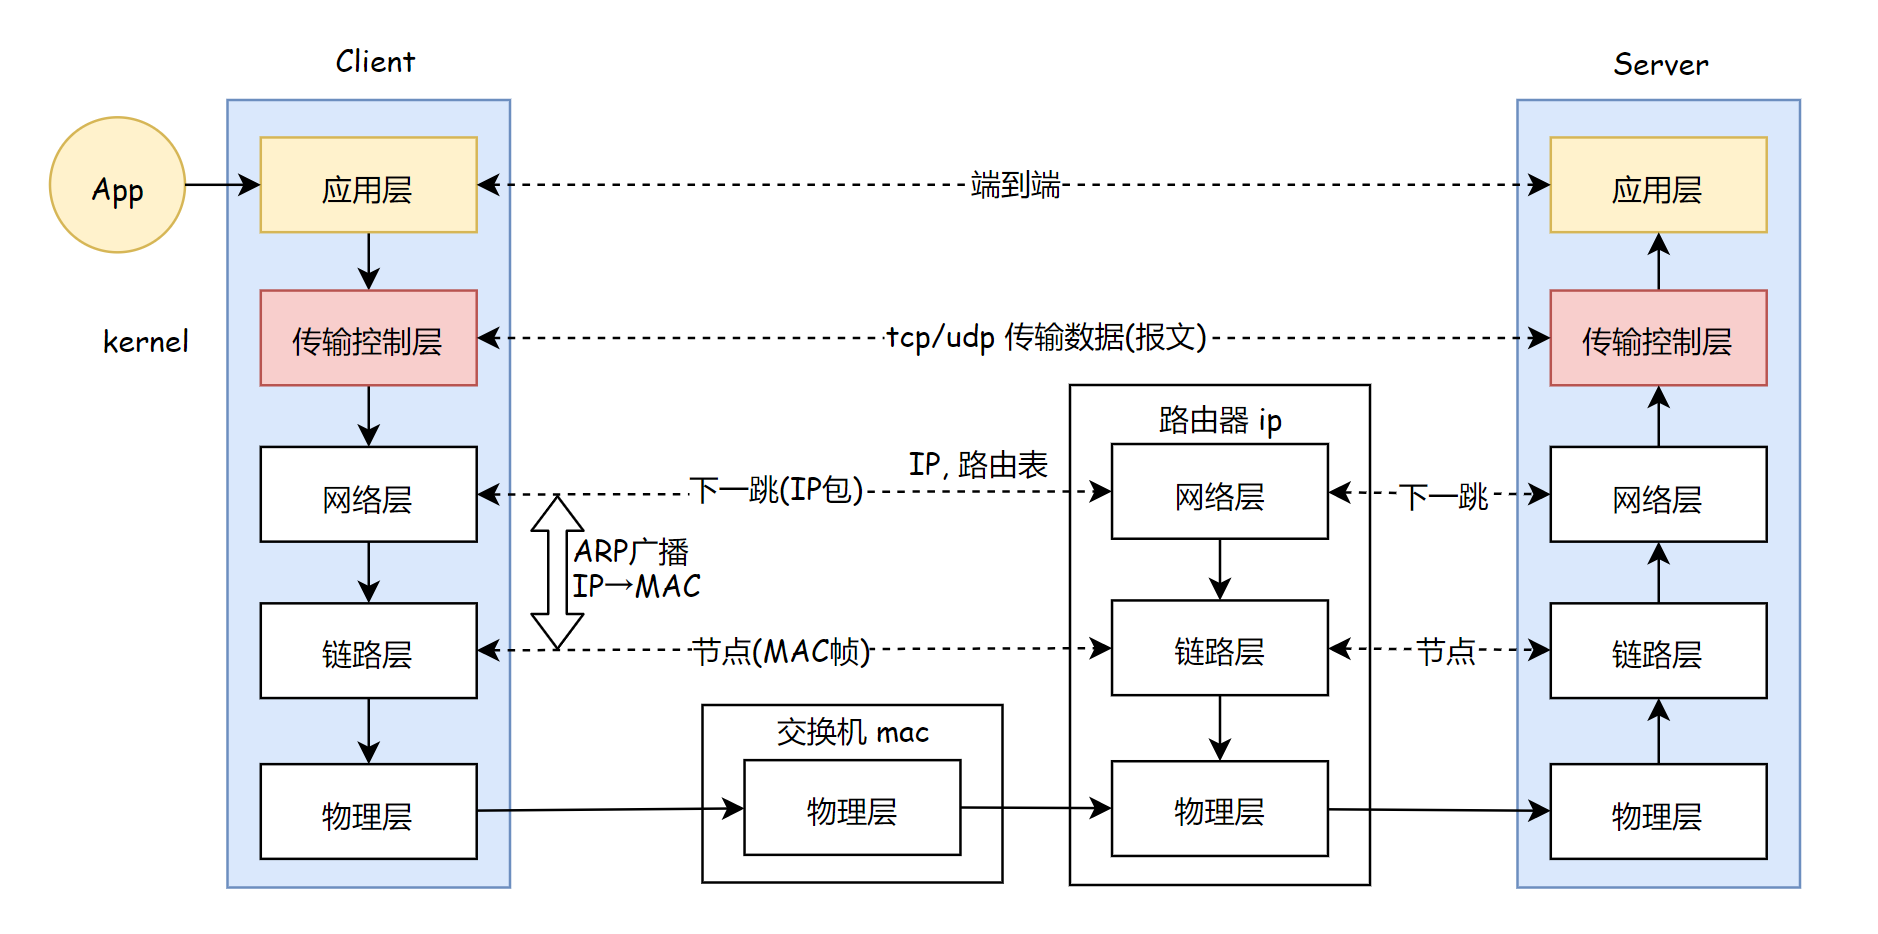 Client
Server
App
应用层
端到端
应用层
kernel
传输控制层
tcp/udp 传输数据(报文)
传输控制层
路由器 ip
IP, 路由表
网络层
下一跳(IP包)
网络层
下一跳
网络层
ARP广播
IP→MAC
链路层
节点(MAC帧)
链路层
节点
链路层
交换机 mac
物理层
物理层
物理层
物理层